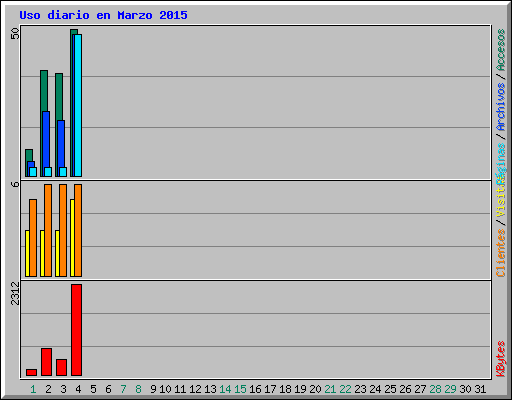 Uso diario en Marzo 2015
50
6
2312
Accesos
/
Archivos
/
Páginas
Visitas
/
Clientes
KBytes
1 2 3 4 5 6 7 8 9 10 11 12 13 14 15 16 17 18 19 20 21 22 23 24 25 26 27 28 29 30 31